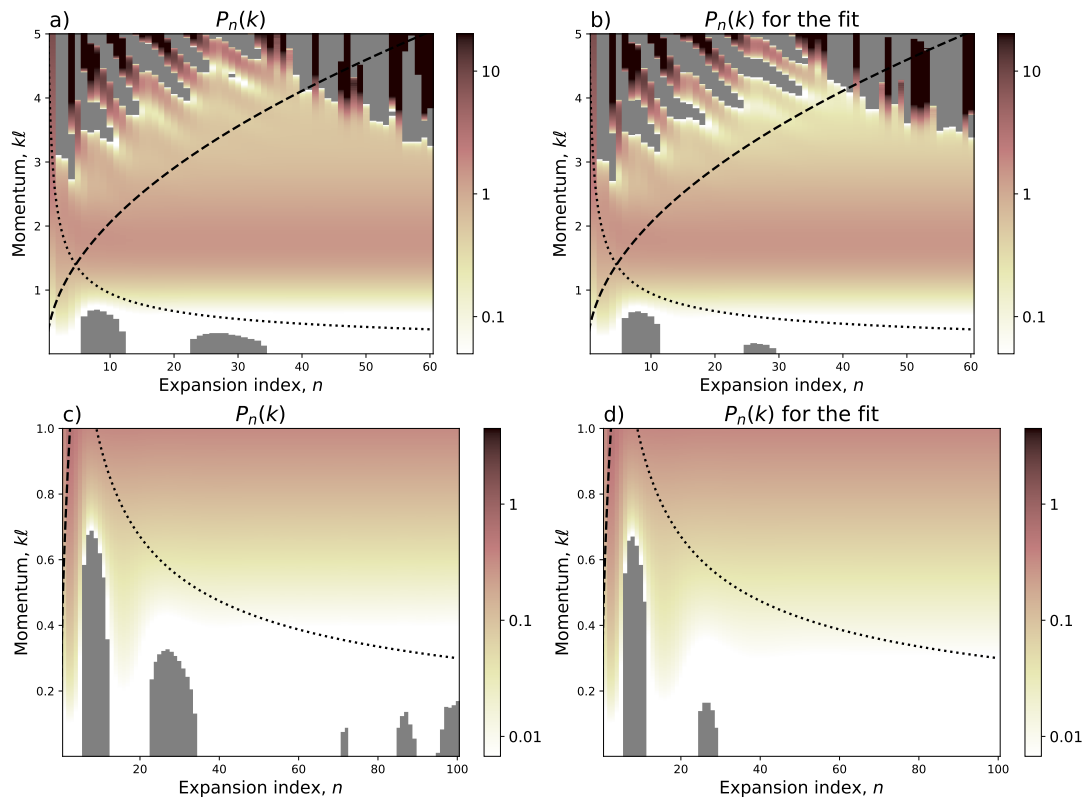 a) Pₙ(k)
5
4
3
2
1
Momentum, kℓ
10 20 30 40 50 60
Expansion index, n
10
1
0.1
b) Pₙ(k) for the fit
5
4
3
2
1
Momentum, kℓ
10 20 30 40 50 60
Expansion index, n
10
1
0.1
c) Pₙ(k)
1.0
0.8
0.6
0.4
0.2
Momentum, kℓ
20 40 60 80 100
Expansion index, n
1
0.1
0.01
d) Pₙ(k) for the fit
1.0
0.8
0.6
0.4
0.2
Momentum, kℓ
20 40 60 80 100
Expansion index, n
1
0.1
0.01